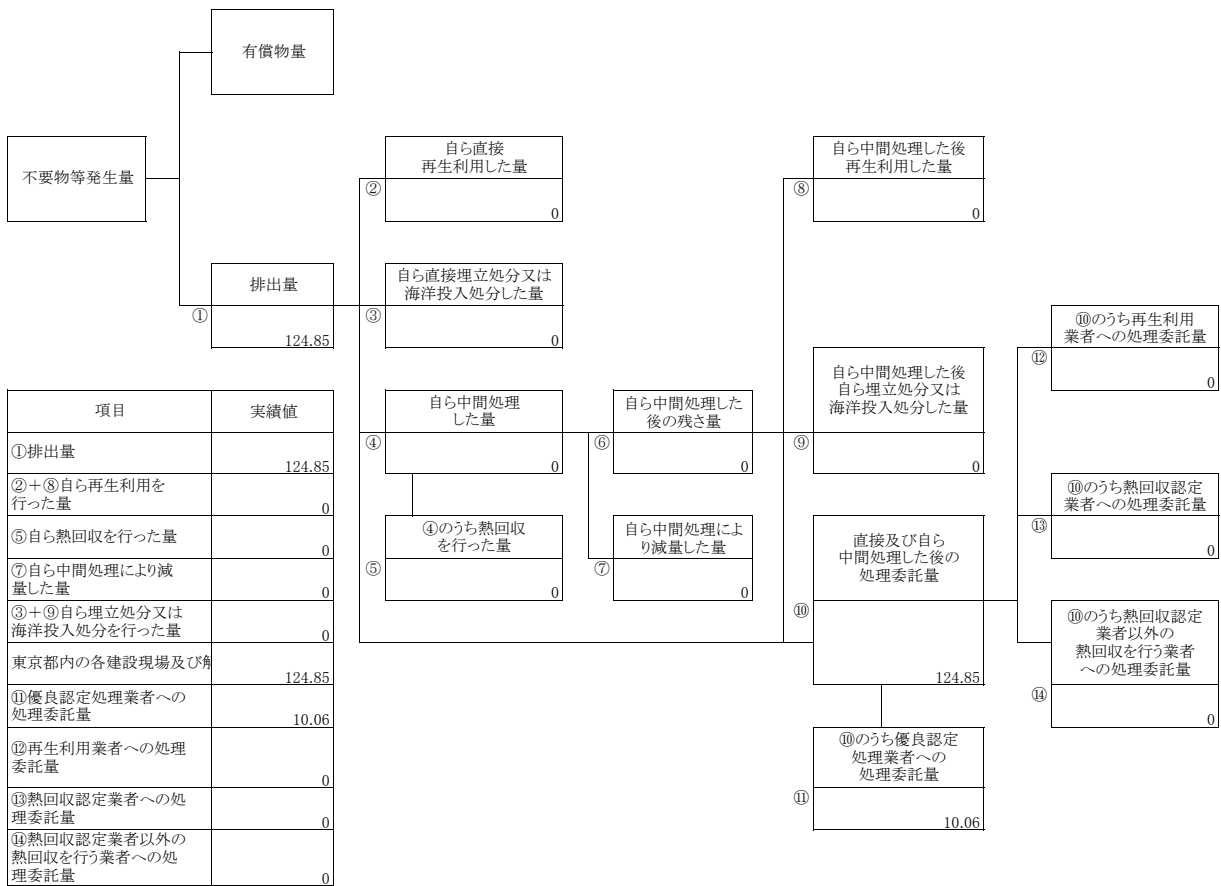 有償物量
不要物等発生量
排出量
①
124.85
自ら直接
再生利用した量
②
0
自ら直接埋立処分又は
海洋投入処分した量
③
0
自ら中間処理
した量
④
0
④のうち熱回収
を行った量
⑤
0
自ら中間処理した
後の残さ量
⑥
0
自ら中間処理によ
り減量した量
⑦
0
自ら中間処理した後
再生利用した量
⑧
0
自ら中間処理した後
自ら埋立処分又は
海洋投入処分した量
⑨
0
直接及び自ら
中間処理した後の
処理委託量
⑩
124.85
⑩のうち優良認定
処理業者への
処理委託量
⑪
10.06
⑩のうち再生利用
業者への処理委託量
⑫
0
⑩のうち熱回収認定
業者への処理委託量
⑬
0
⑩のうち熱回収認定
業者以外の
熱回収を行う業者
への処理委託量
⑭
0
項目 実績値
①排出量
124.85
②＋⑧自ら再生利用を
行った量
0
⑤自ら熱回収を行った量
0
⑦自ら中間処理により減
量した量
0
③＋⑨自ら埋立処分又は
海洋投入処分を行った量
0
東京都内の各建設現場及び解
124.85
⑪優良認定処理業者への
処理委託量
10.06
⑫再生利用業者への処理
委託量
0
⑬熱回収認定業者への処
理委託量
0
⑭熱回収認定業者以外の
熱回収を行う業者への処
理委託量
0